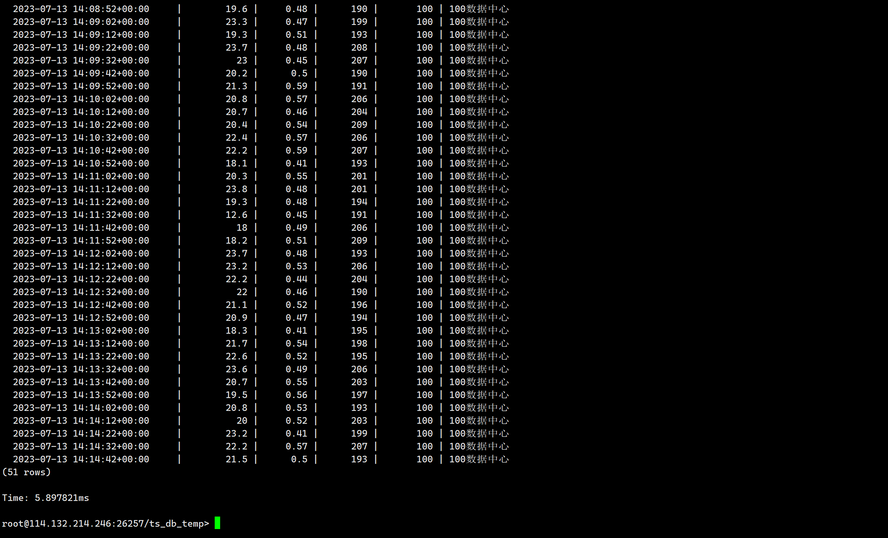 2023-07-13 14:08:52+00:00 | 19.6 | 0.48 | 190 | 100 | 100数据中心
2023-07-13 14:09:02+00:00 | 23.3 | 0.47 | 199 | 100 | 100数据中心
2023-07-13 14:09:12+00:00 | 19.3 | 0.51 | 193 | 100 | 100数据中心
2023-07-13 14:09:22+00:00 | 23.7 | 0.48 | 208 | 100 | 100数据中心
2023-07-13 14:09:32+00:00 | 23 | 0.45 | 207 | 100 | 100数据中心
2023-07-13 14:09:42+00:00 | 20.2 | 0.5 | 190 | 100 | 100数据中心
2023-07-13 14:09:52+00:00 | 21.3 | 0.59 | 191 | 100 | 100数据中心
2023-07-13 14:10:02+00:00 | 20.8 | 0.57 | 206 | 100 | 100数据中心
2023-07-13 14:10:12+00:00 | 20.7 | 0.46 | 204 | 100 | 100数据中心
2023-07-13 14:10:22+00:00 | 20.4 | 0.54 | 209 | 100 | 100数据中心
2023-07-13 14:10:32+00:00 | 22.4 | 0.57 | 206 | 100 | 100数据中心
2023-07-13 14:10:42+00:00 | 22.2 | 0.59 | 207 | 100 | 100数据中心
2023-07-13 14:10:52+00:00 | 18.1 | 0.41 | 193 | 100 | 100数据中心
2023-07-13 14:11:02+00:00 | 20.3 | 0.55 | 201 | 100 | 100数据中心
2023-07-13 14:11:12+00:00 | 23.8 | 0.48 | 201 | 100 | 100数据中心
2023-07-13 14:11:22+00:00 | 19.3 | 0.48 | 194 | 100 | 100数据中心
2023-07-13 14:11:32+00:00 | 12.6 | 0.45 | 191 | 100 | 100数据中心
2023-07-13 14:11:42+00:00 | 18 | 0.49 | 206 | 100 | 100数据中心
2023-07-13 14:11:52+00:00 | 18.2 | 0.51 | 209 | 100 | 100数据中心
2023-07-13 14:12:02+00:00 | 23.7 | 0.48 | 193 | 100 | 100数据中心
2023-07-13 14:12:12+00:00 | 23.2 | 0.53 | 206 | 100 | 100数据中心
2023-07-13 14:12:22+00:00 | 22.2 | 0.44 | 204 | 100 | 100数据中心
2023-07-13 14:12:32+00:00 | 22 | 0.46 | 190 | 100 | 100数据中心
2023-07-13 14:12:42+00:00 | 21.1 | 0.52 | 196 | 100 | 100数据中心
2023-07-13 14:12:52+00:00 | 20.9 | 0.47 | 194 | 100 | 100数据中心
2023-07-13 14:13:02+00:00 | 18.3 | 0.41 | 195 | 100 | 100数据中心
2023-07-13 14:13:12+00:00 | 21.7 | 0.54 | 198 | 100 | 100数据中心
2023-07-13 14:13:22+00:00 | 22.6 | 0.52 | 195 | 100 | 100数据中心
2023-07-13 14:13:32+00:00 | 23.6 | 0.49 | 206 | 100 | 100数据中心
2023-07-13 14:13:42+00:00 | 20.7 | 0.55 | 203 | 100 | 100数据中心
2023-07-13 14:13:52+00:00 | 19.5 | 0.56 | 197 | 100 | 100数据中心
2023-07-13 14:14:02+00:00 | 20.8 | 0.53 | 193 | 100 | 100数据中心
2023-07-13 14:14:12+00:00 | 20 | 0.52 | 203 | 100 | 100数据中心
2023-07-13 14:14:22+00:00 | 23.2 | 0.41 | 199 | 100 | 100数据中心
2023-07-13 14:14:32+00:00 | 22.2 | 0.57 | 207 | 100 | 100数据中心
2023-07-13 14:14:42+00:00 | 21.5 | 0.5 | 193 | 100 | 100数据中心
(51 rows)
Time: 5.897821ms
root@114.132.214.246:26257/ts_db_temp>